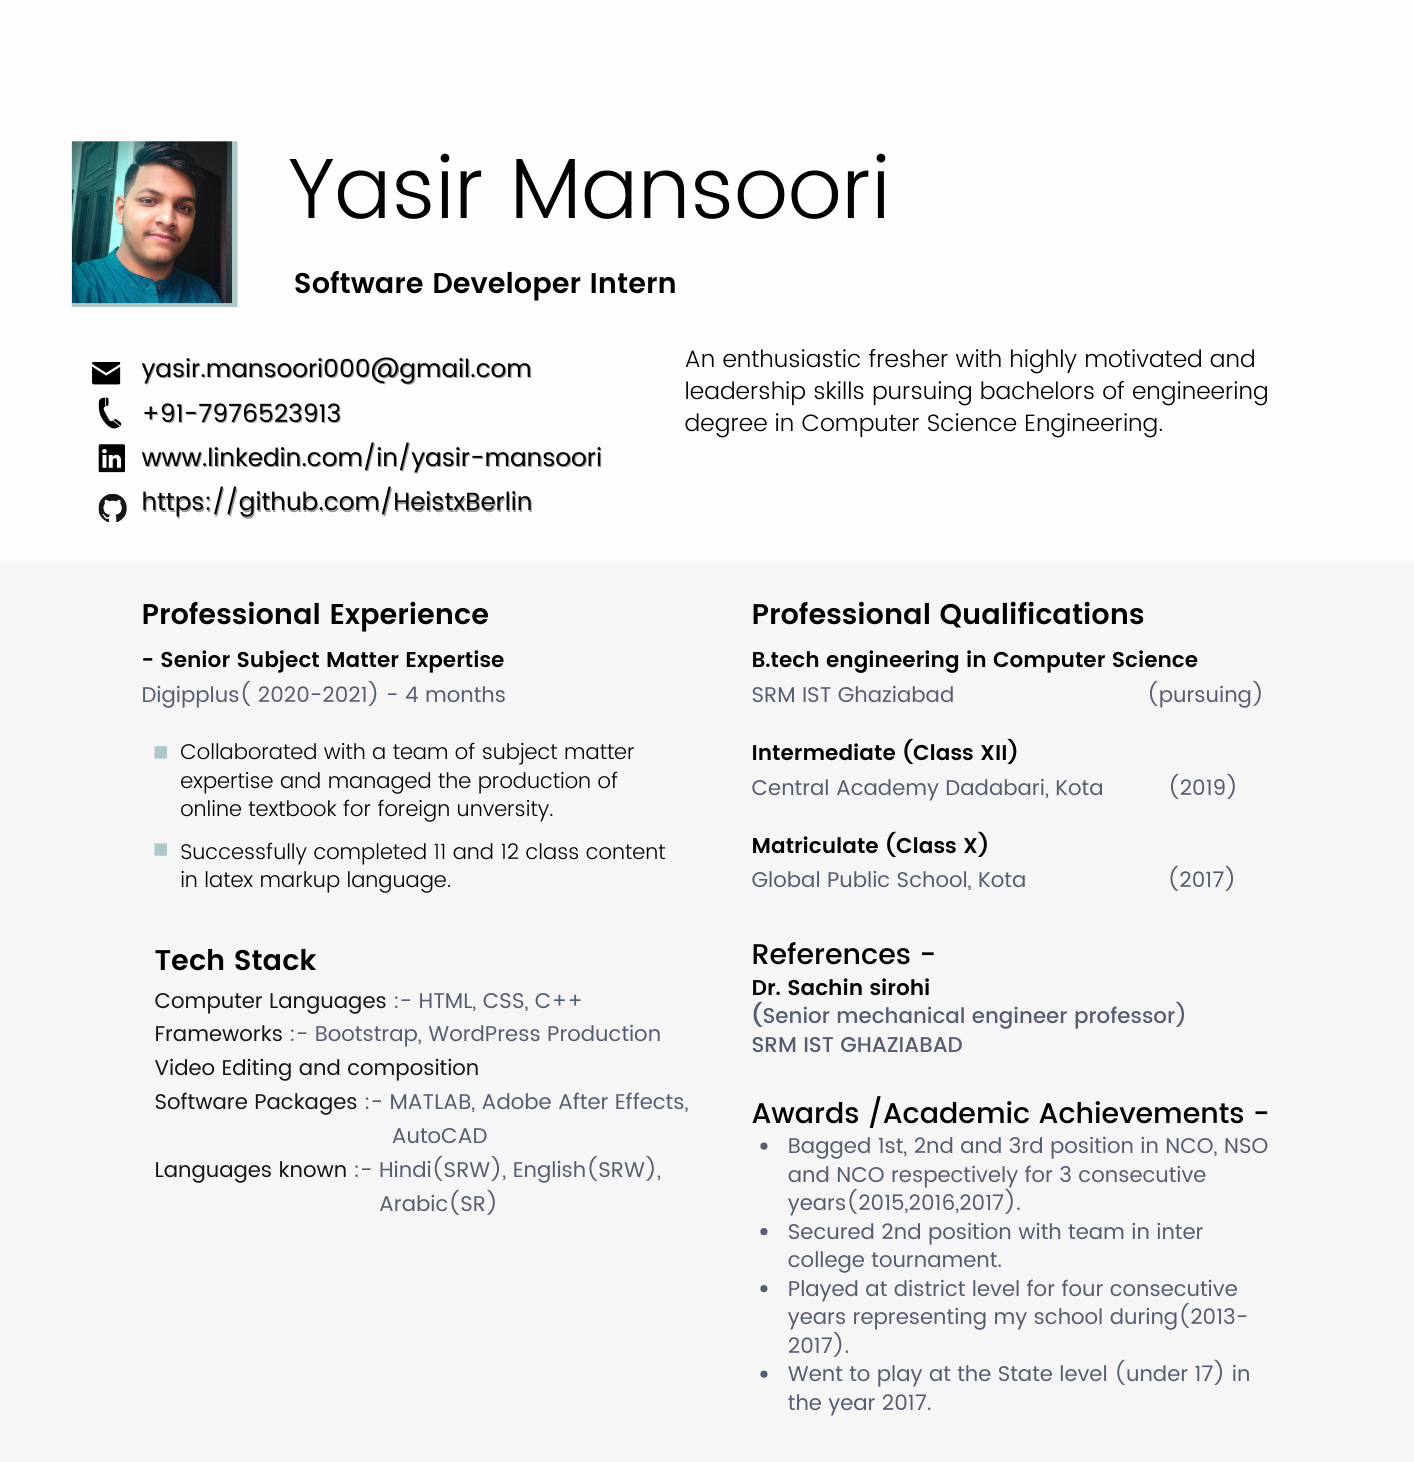 Yasir Mansoori
Software Developer Intern
yasir.mansoori000@gmail.com
+91-7976523913
www.linkedin.com/in/yasir-mansoori
https://github.com/HeistxBerlin
An enthusiastic fresher with highly motivated and
leadership skills pursuing bachelors of engineering
degree in Computer Science Engineering.
Professional Experience
- Senior Subject Matter Expertise
Digipplus( 2020-2021) - 4 months
Collaborated with a team of subject matter
expertise and managed the production of
online textbook for foreign unversity.
Successfully completed 11 and 12 class content
in latex markup language.
Tech Stack
Computer Languages :- HTML, CSS, C++
Frameworks :- Bootstrap, WordPress Production
Video Editing and composition
Software Packages :- MATLAB, Adobe After Effects,
AutoCAD
Languages known :- Hindi(SRW), English(SRW),
Arabic(SR)
Professional Qualifications
B.tech engineering in Computer Science
SRM IST Ghaziabad (pursuing)
Intermediate (Class XII)
Central Academy Dadabari, Kota (2019)
Matriculate (Class X)
Global Public School, Kota (2017)
References -
Dr. Sachin sirohi
(Senior mechanical engineer professor)
SRM IST GHAZIABAD
Awards /Academic Achievements -
• Bagged 1st, 2nd and 3rd position in NCO, NSO
and NCO respectively for 3 consecutive
years(2015,2016,2017).
• Secured 2nd position with team in inter
college tournament.
• Played at district level for four consecutive
years representing my school during(2013-
2017).
• Went to play at the State level (under 17) in
the year 2017.